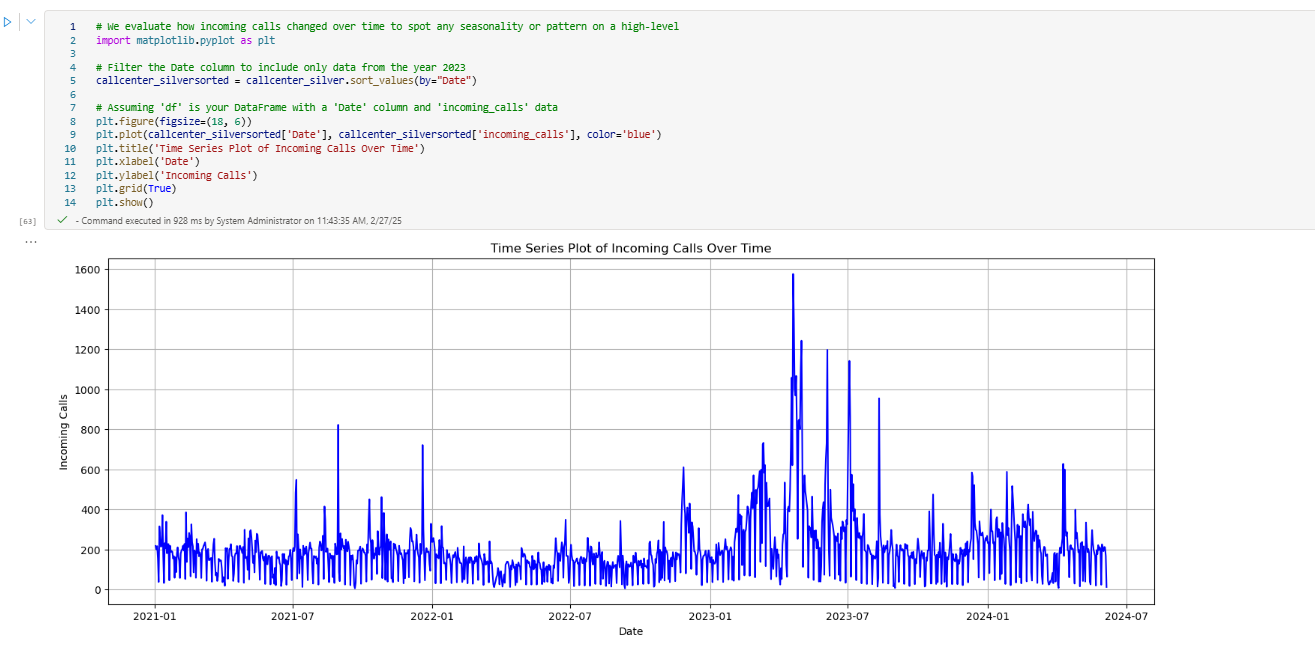 1 # We evaluate how incoming calls changed over time to spot any seasonality or pattern on a high-level
2 import matplotlib.pyplot as plt
3
4 # Filter the Date column to include only data from the year 2023
5 callcenter_silversorted = callcenter_silver.sort_values(by="Date")
6
7 # Assuming 'df' is your DataFrame with a 'Date' column and 'incoming_calls' data
8 plt.figure(figsize=(18, 6))
9 plt.plot(callcenter_silversorted['Date'], callcenter_silversorted['incoming_calls'], color='blue')
10 plt.title('Time Series Plot of Incoming Calls Over Time')
11 plt.xlabel('Date')
12 plt.ylabel('Incoming Calls')
13 plt.grid(True)
14 plt.show()
[63] - Command executed in 928 ms by System Administrator on 11:43:35 AM, 2/27/25
...
Time Series Plot of Incoming Calls Over Time
1600
1400
1200
1000
800
600
400
200
0
Incoming Calls
2021-01 2021-07 2022-01 2022-07 2023-01 2023-07 2024-01 2024-07
Date